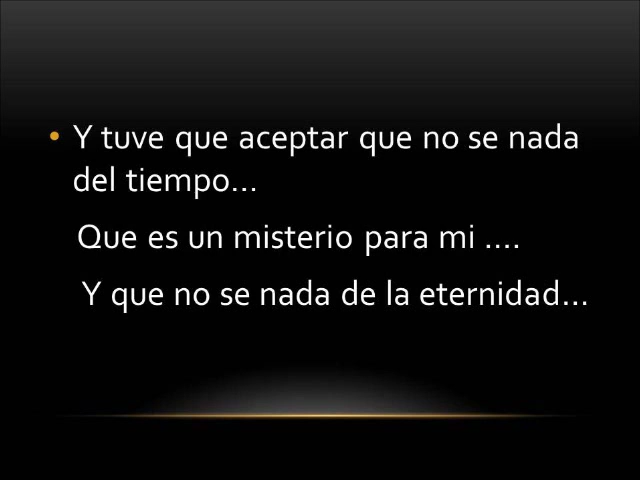 • Y tuve que aceptar que no se nada
del tiempo...
Que es un misterio para mi ....
Y que no se nada de la eternidad...